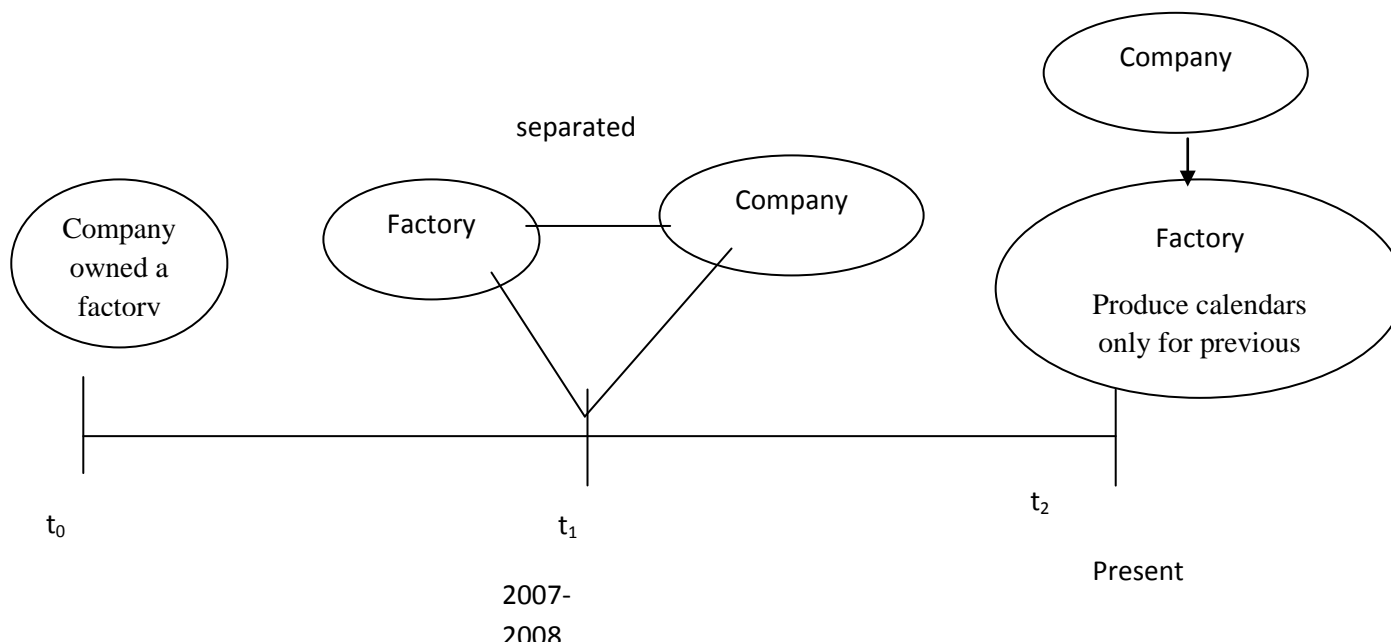 Company
separated
Company
Factory
Company
owned a
factory
Factory
Produce calendars
only for previous
t₀
t₁
t₂
Present
2007-
2008